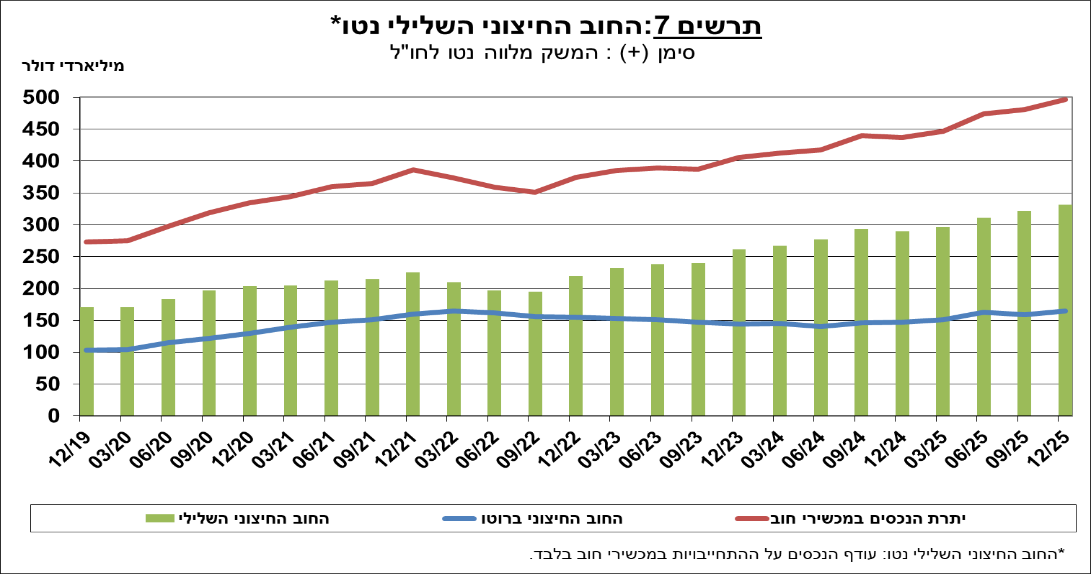 תרשים 7:החוב החיצוני השלילי נטו*
סימן (+) : המשק מלווה נטו לחו"ל
מיליארדי דולר
500
450
400
350
300
250
200
150
100
50
0
12/19 03/20 06/20 09/20 12/20 03/21 06/21 09/21 12/21 03/22 06/22 09/22 12/22 03/23 06/23 09/23 12/23 03/24 06/24 09/24 12/24 03/25 06/25 09/25 12/25
יתרת הנכסים במכשירי חוב החוב החיצוני ברוטו החוב החיצוני השלילי
*החוב החיצוני השלילי נטו: עודף הנכסים על ההתחייבויות במכשירי חוב בלבד.